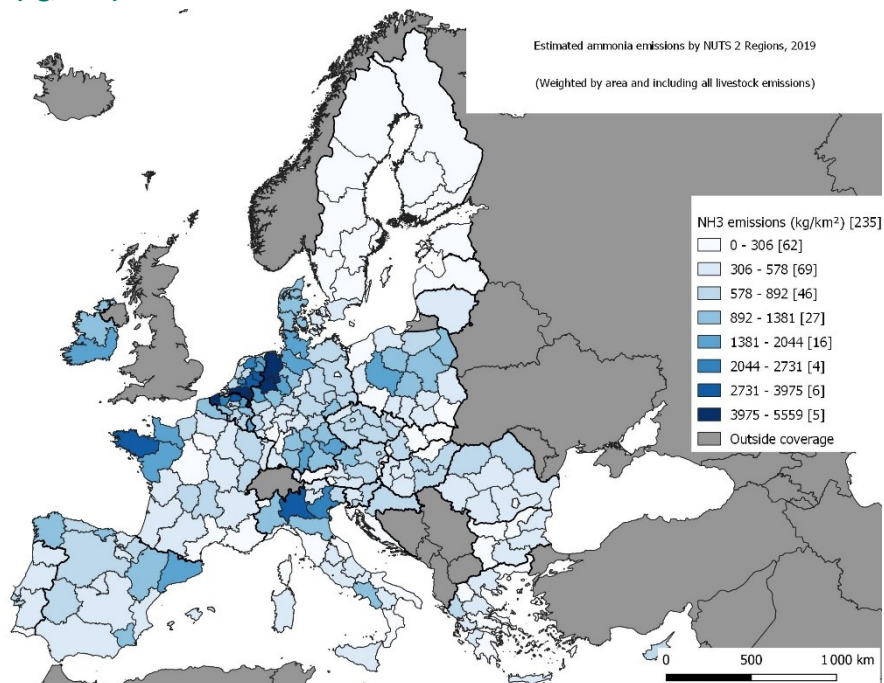 Estimated ammonia emissions by NUTS 2 Regions, 2019
(Weighted by area and including all livestock emissions)
NH3 emissions (kg/km²) [235]
0 - 306 [62]
306 - 578 [69]
578 - 892 [46]
892 - 1381 [27]
1381 - 2044 [16]
2044 - 2731 [4]
2731 - 3975 [6]
3975 - 5559 [5]
Outside coverage
0 500 1 000 km